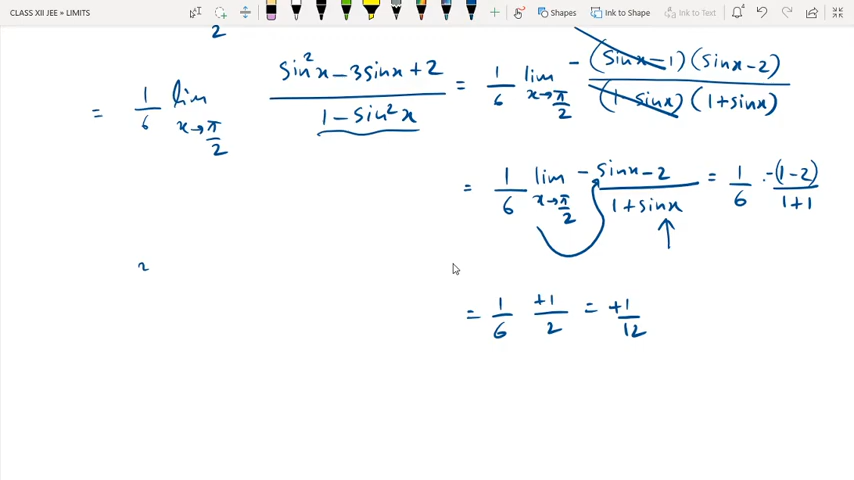 CLASS XII JEE » LIMITS Shapes Ink to Shape Ink to Text
2
= 1/6 lim x→π/2 (sin²x – 3sinx + 2)/(1 – sin²x) = 1/6 lim x→π/2 –(sinx – 1)(sinx – 2)/(1 – sinx)(1 + sinx)
= 1/6 lim x→π/2 – (sinx – 2)/(1 + sinx) = 1/6 · –(1–2)/(1+1)
= 1/6 +1/2 = +1/12